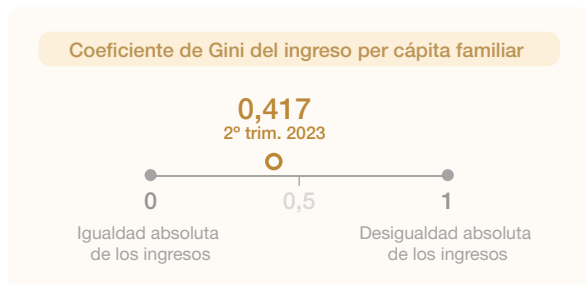 Coeficiente de Gini del ingreso per cápita familiar
0,417
2º trim. 2023
0
0,5
1
Igualdad absoluta
de los ingresos
Desigualdad absoluta
de los ingresos